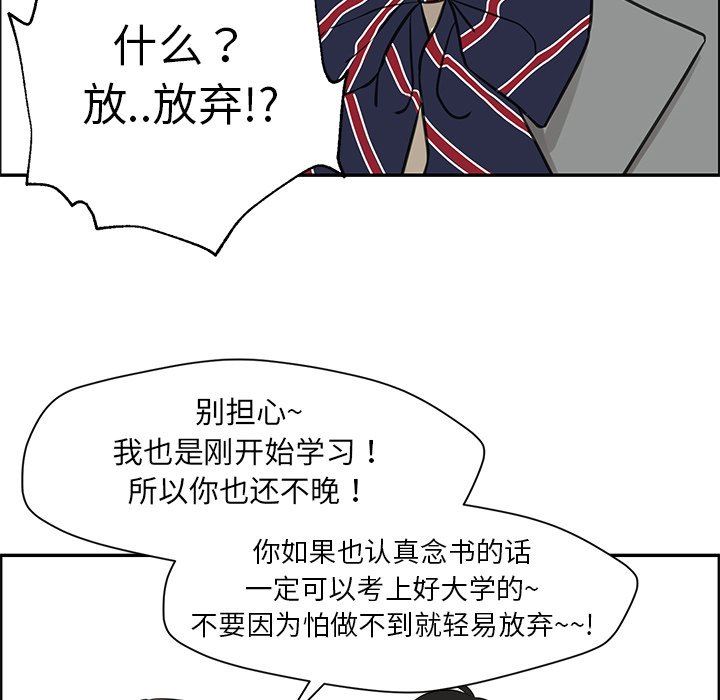 什么？
放..放弃!?
别担心~
我也是刚开始学习！
所以你也还不晚！
你如果也认真念书的话
一定可以考上好大学的~
不要因为怕做不到就轻易放弃~~!